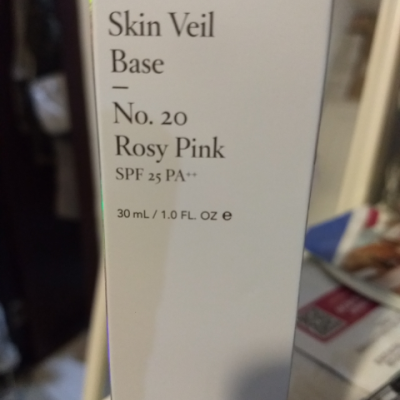 Skin Veil
Base
No. 20
Rosy Pink
SPF 25 PA++
30 mL / 1.0 FL. OZ e